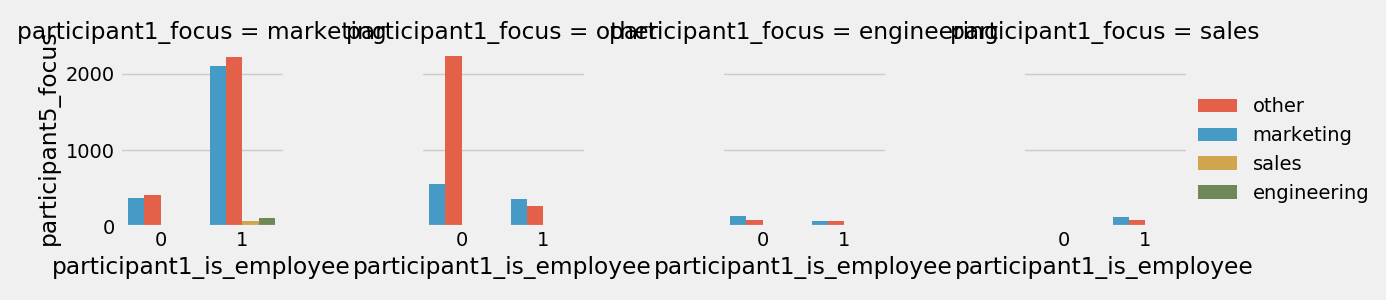 participant1_focus = marketing
participant1_focus = other
participant1_focus = engineering
participant1_focus = sales
participant5_focus
2000
1000
0
0 1
0 1
0 1
0 1
participant1_is_employee
participant1_is_employee
participant1_is_employee
participant1_is_employee
other
marketing
sales
engineering